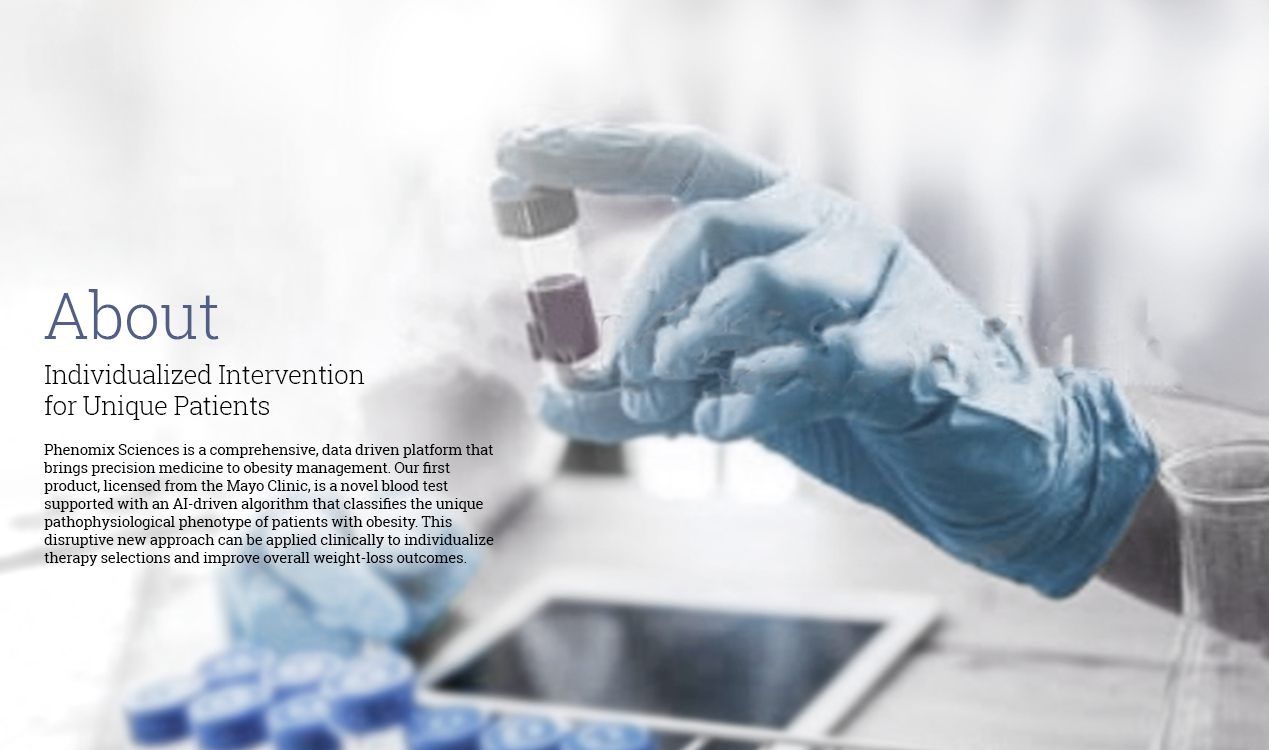 About
Individualized Intervention
for Unique Patients
Phenomix Sciences is a comprehensive, data driven platform that
brings precision medicine to obesity management. Our first
product, licensed from the Mayo Clinic, is a novel blood test
supported with an AI-driven algorithm that classifies the unique
pathophysiological phenotype of patients with obesity. This
disruptive new approach can be applied clinically to individualize
therapy selections and improve overall weight-loss outcomes.